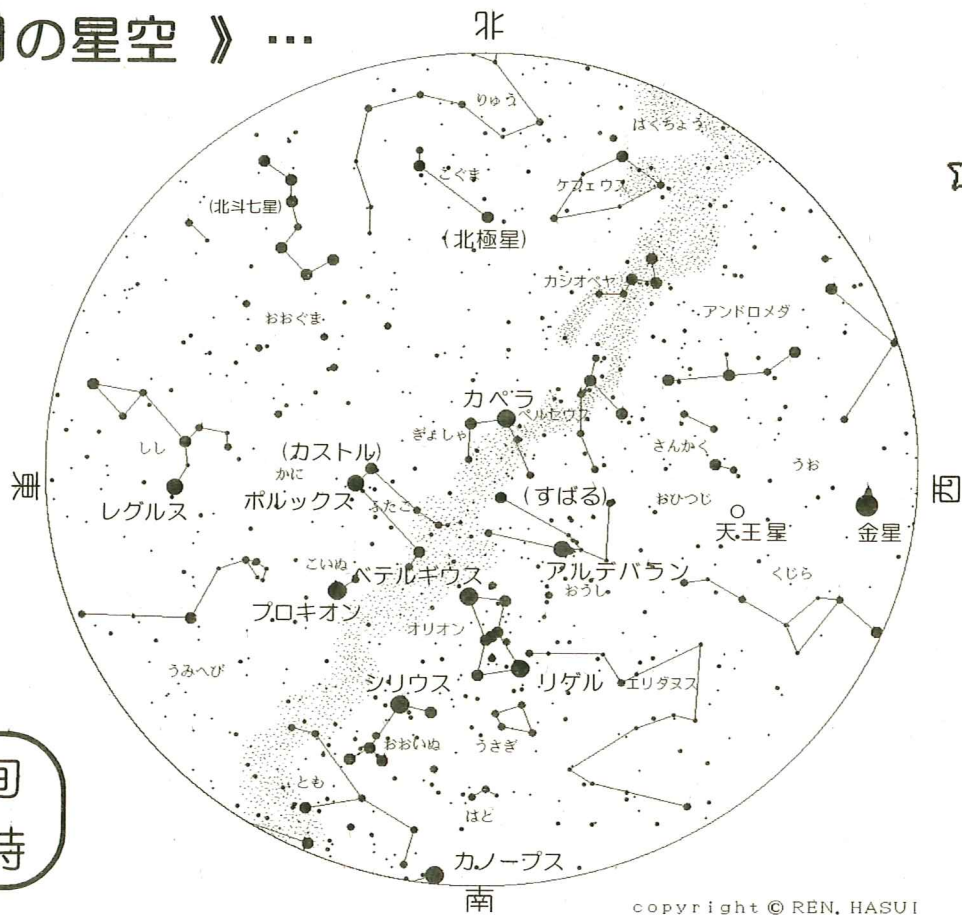 の星空 》…
北
りゅう
はくちょう
こぐま
ケフェウス
(北斗七星)
(北極星)
カシオペヤ
アンドロメダ
おおぐま
カペラ
ペルセウス
ぎょしゃ
さんかく
しし
(カストル)
かに
うお
東
レグルス
ポルックス
ふたご
(すばる)
おひつじ
西
天王星
金星
こいぬ
ベテルギウス
アルデバラン
おうし
くじら
プロキオン
オリオン
うみへび
シリウス
リゲル
エリダヌス
おおいぬ
うさぎ
とも
旬
時
はと
カノープス
南
copyright © REN. HASUI